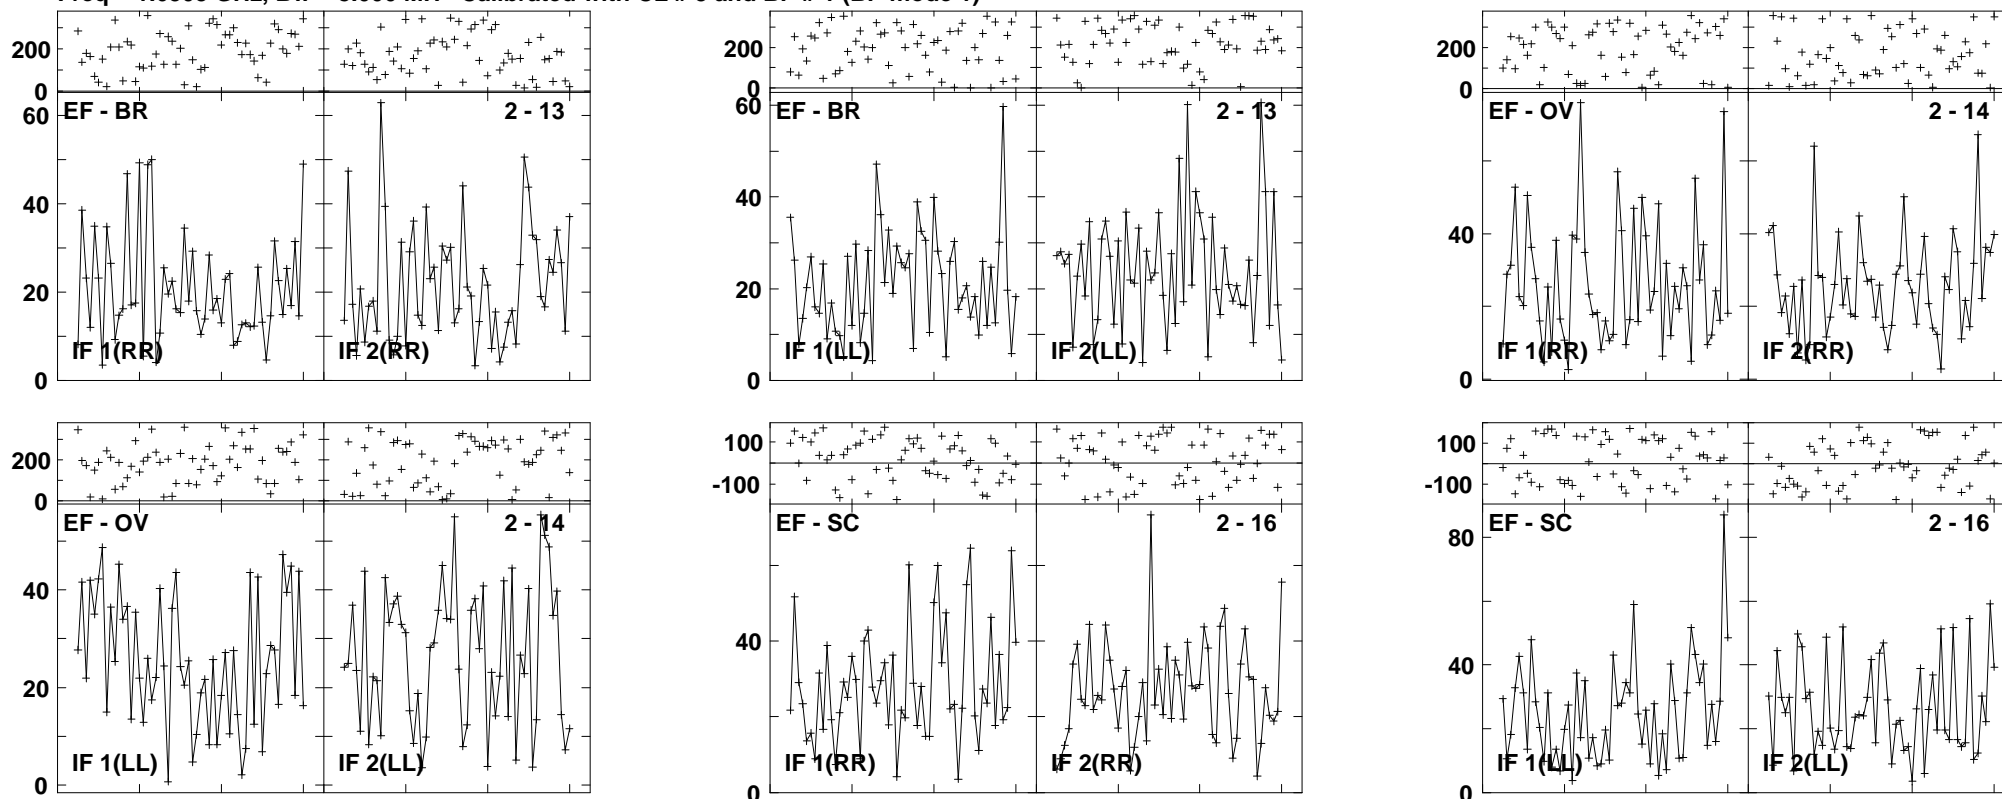 200
0
EF - BR
2 - 13
60
40
20
0
IF 1(RR)
IF 2(RR)
200
0
EF - BR
2 - 13
60
40
20
0
IF 1(LL)
IF 2(LL)
200
0
EF - OV
2 - 14
40
0
IF 1(RR)
IF 2(RR)
200
0
EF - OV
2 - 14
40
20
0
IF 1(LL)
IF 2(LL)
100
-100
EF - SC
2 - 16
40
0
IF 1(RR)
IF 2(RR)
100
-100
EF - SC
2 - 16
80
40
0
IF 1(LL)
IF 2(LL)